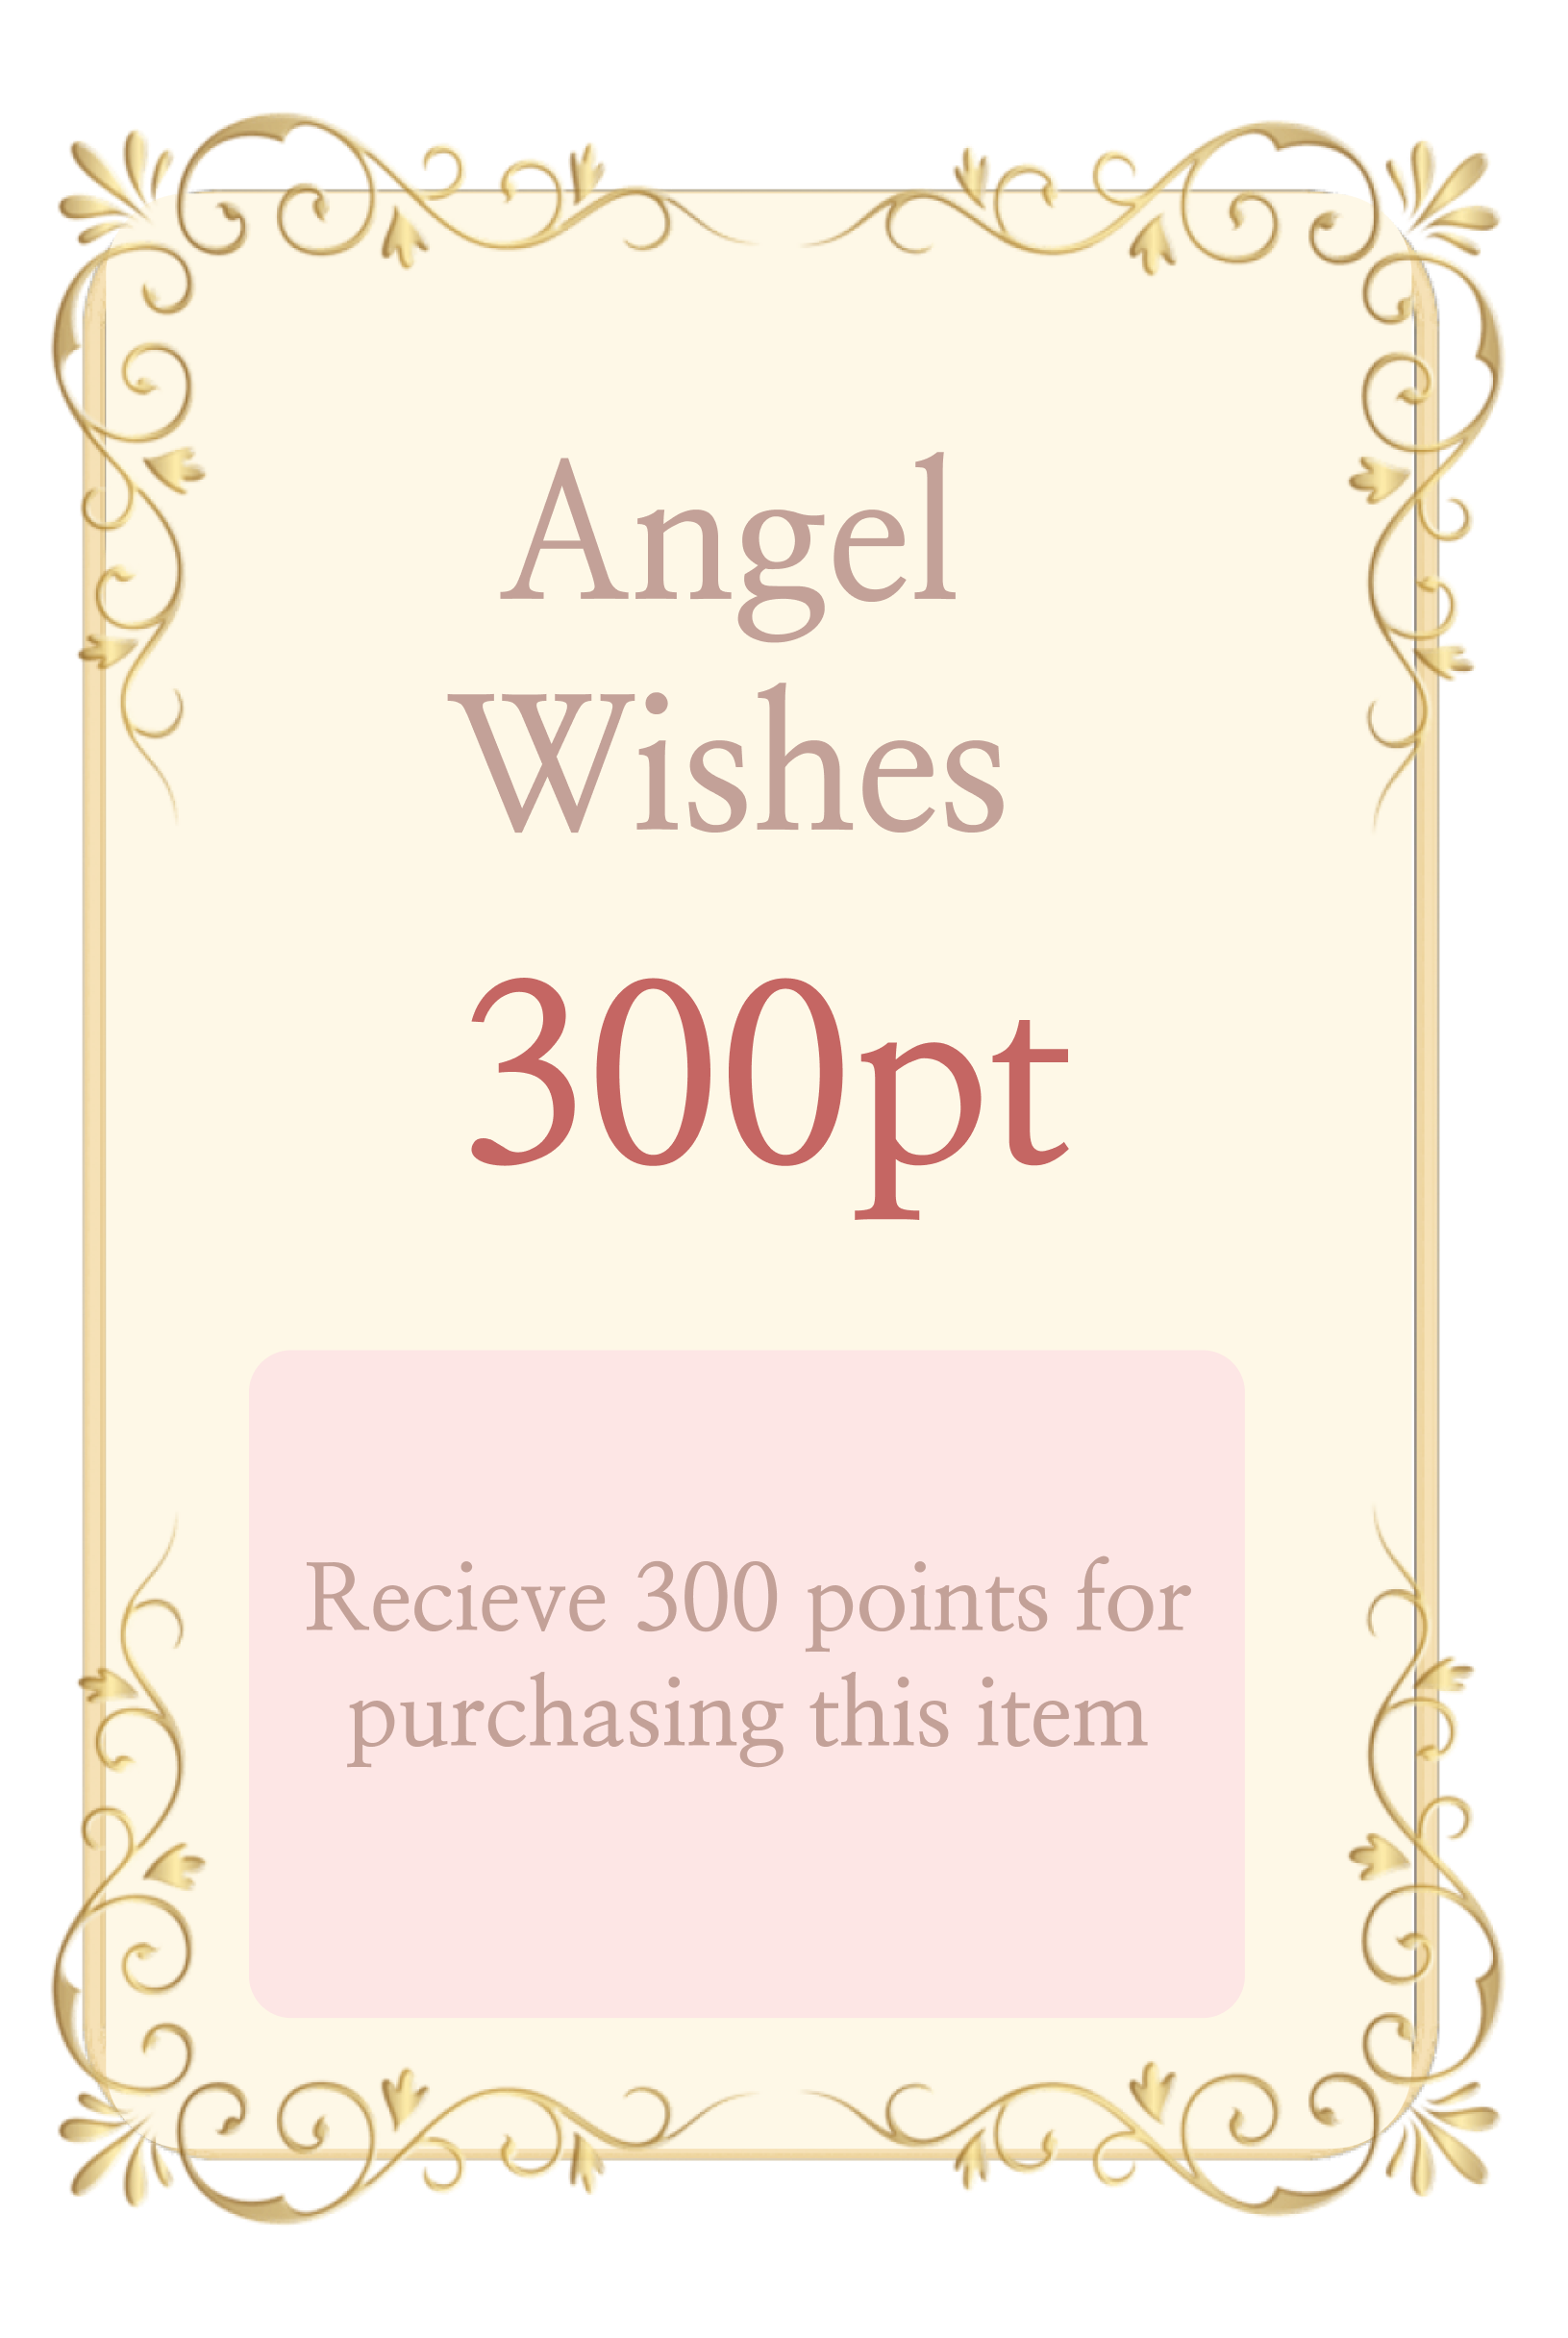 Angel
Wishes
300pt
Recieve 300 points for
purchasing this item